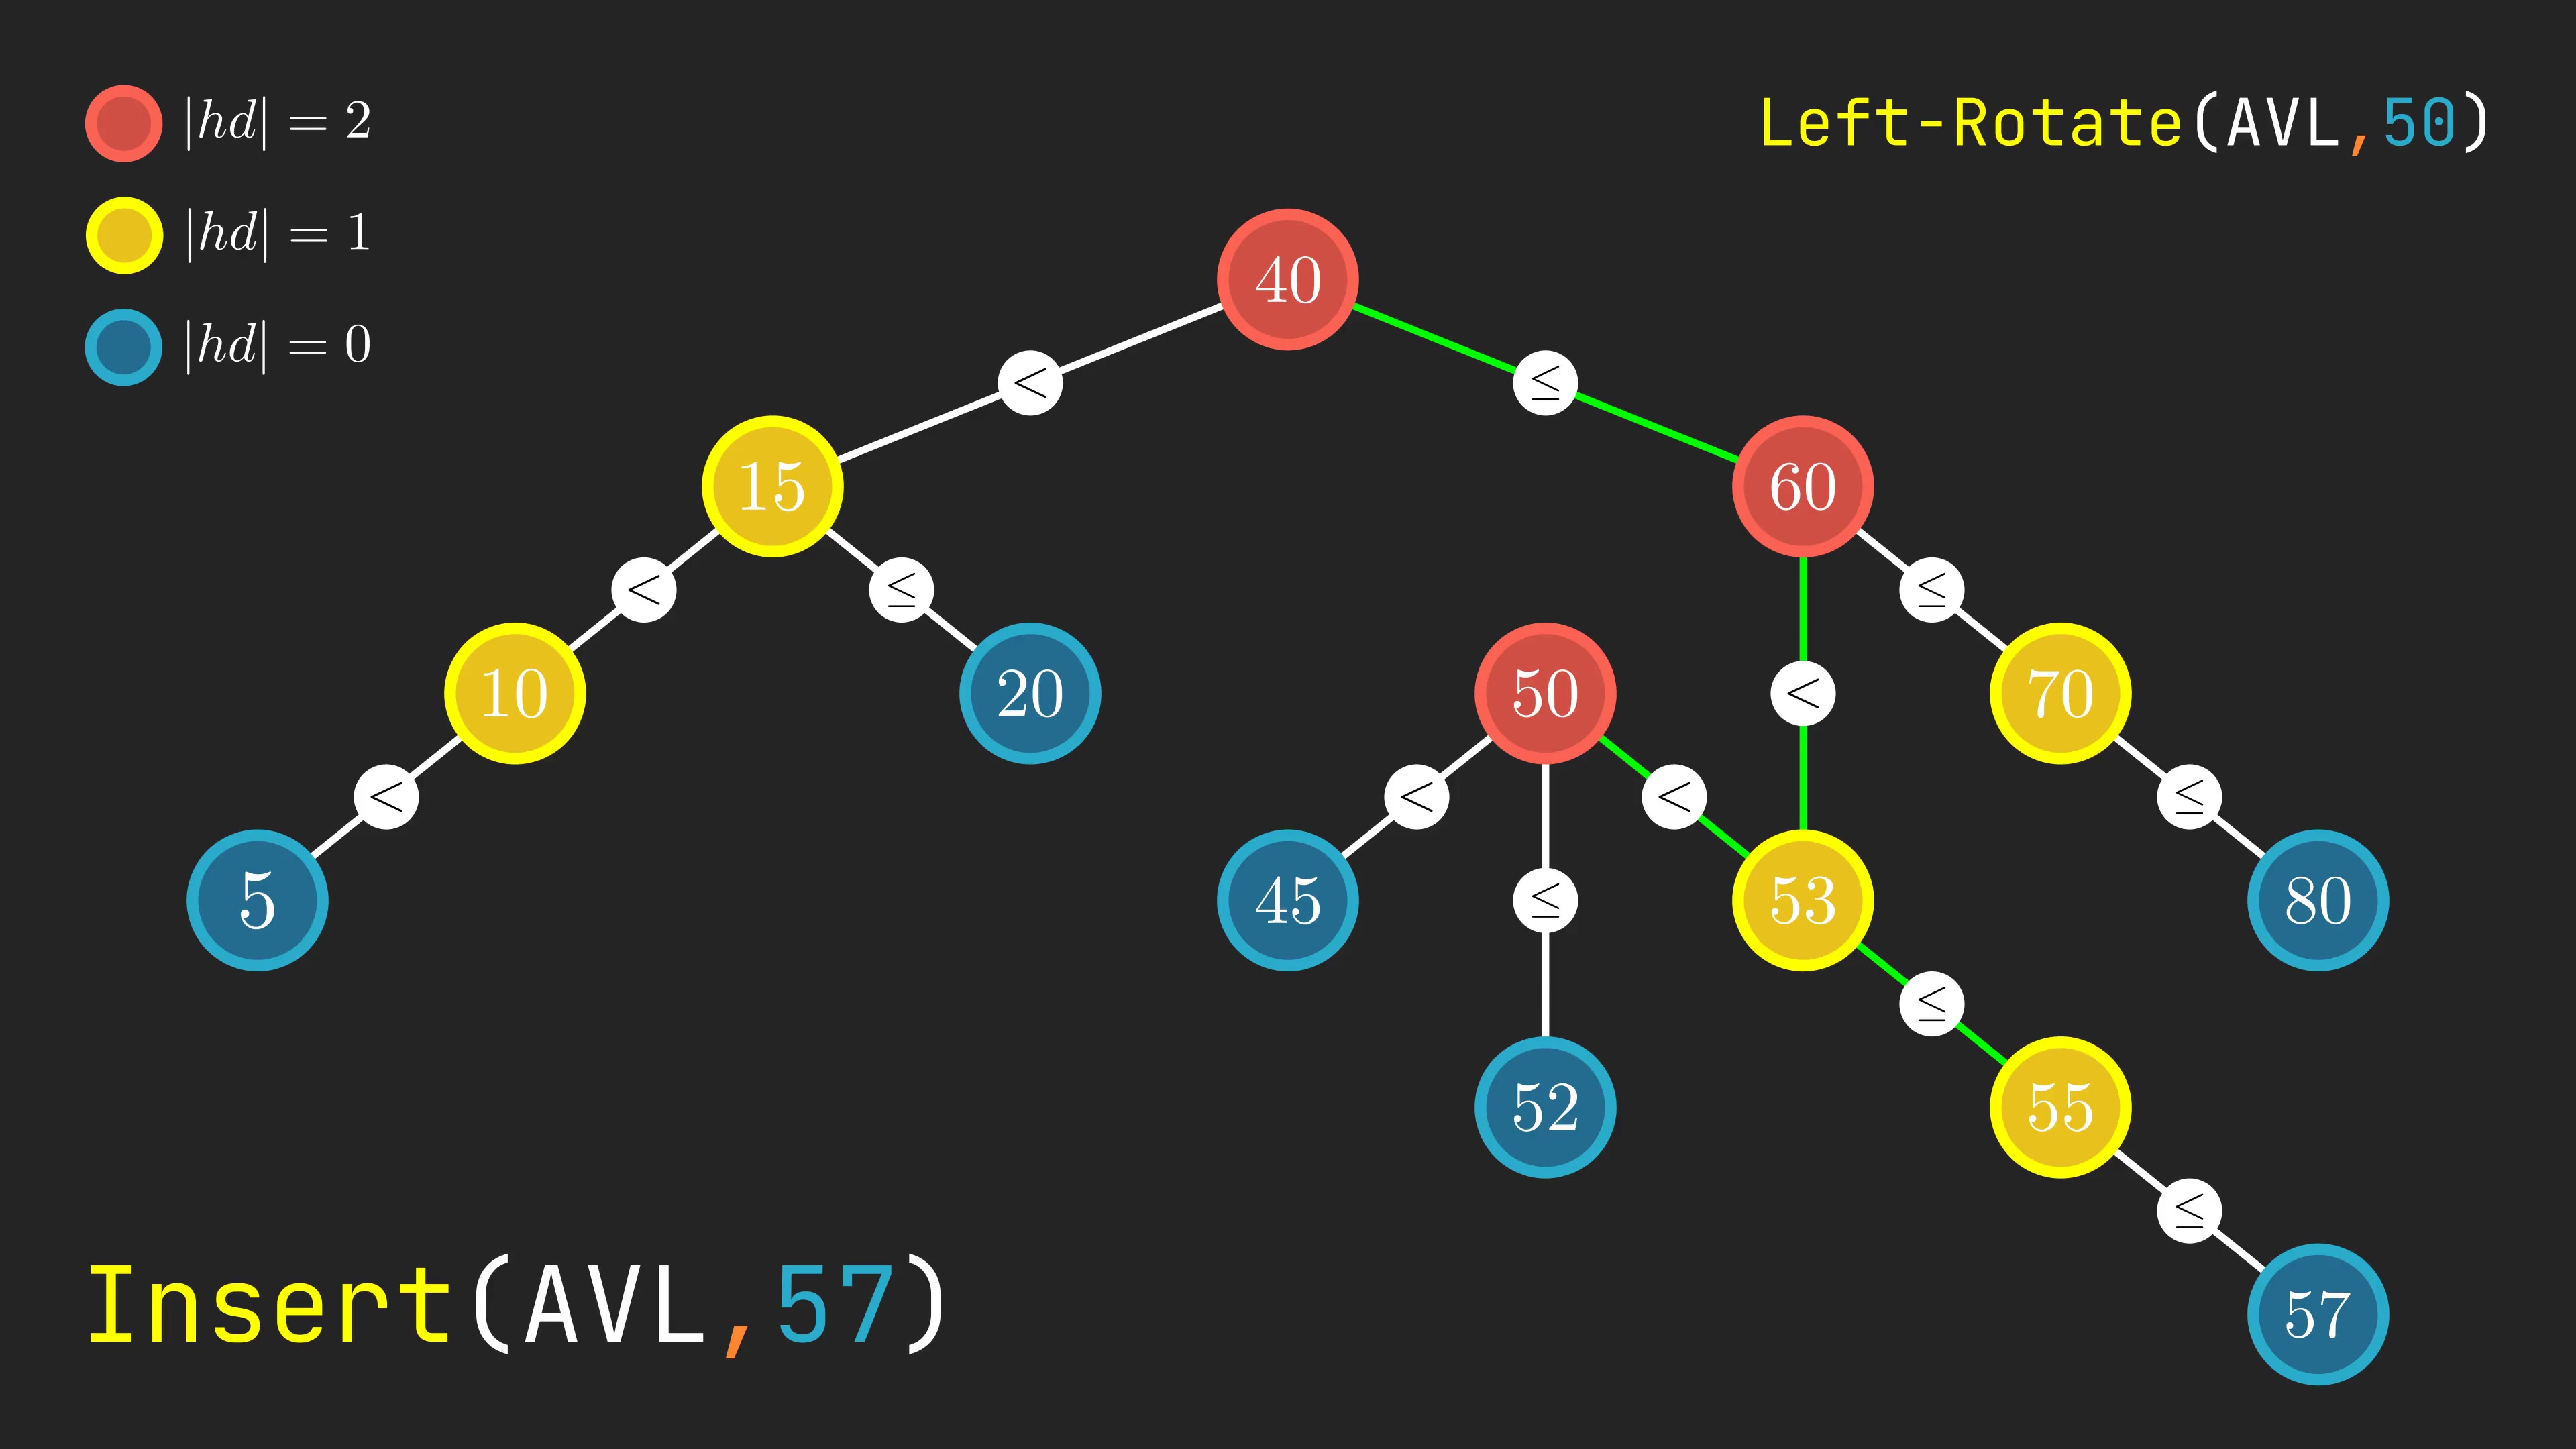 |hd| = 2
Left-Rotate(AVL,50)
|hd| = 1
|hd| = 0
40
< ≤
15 60
< ≤ ≤
10 20 50 < 70
< < < ≤
5 45 ≤ 53 80
≤
52 55
≤
Insert(AVL,57)
57